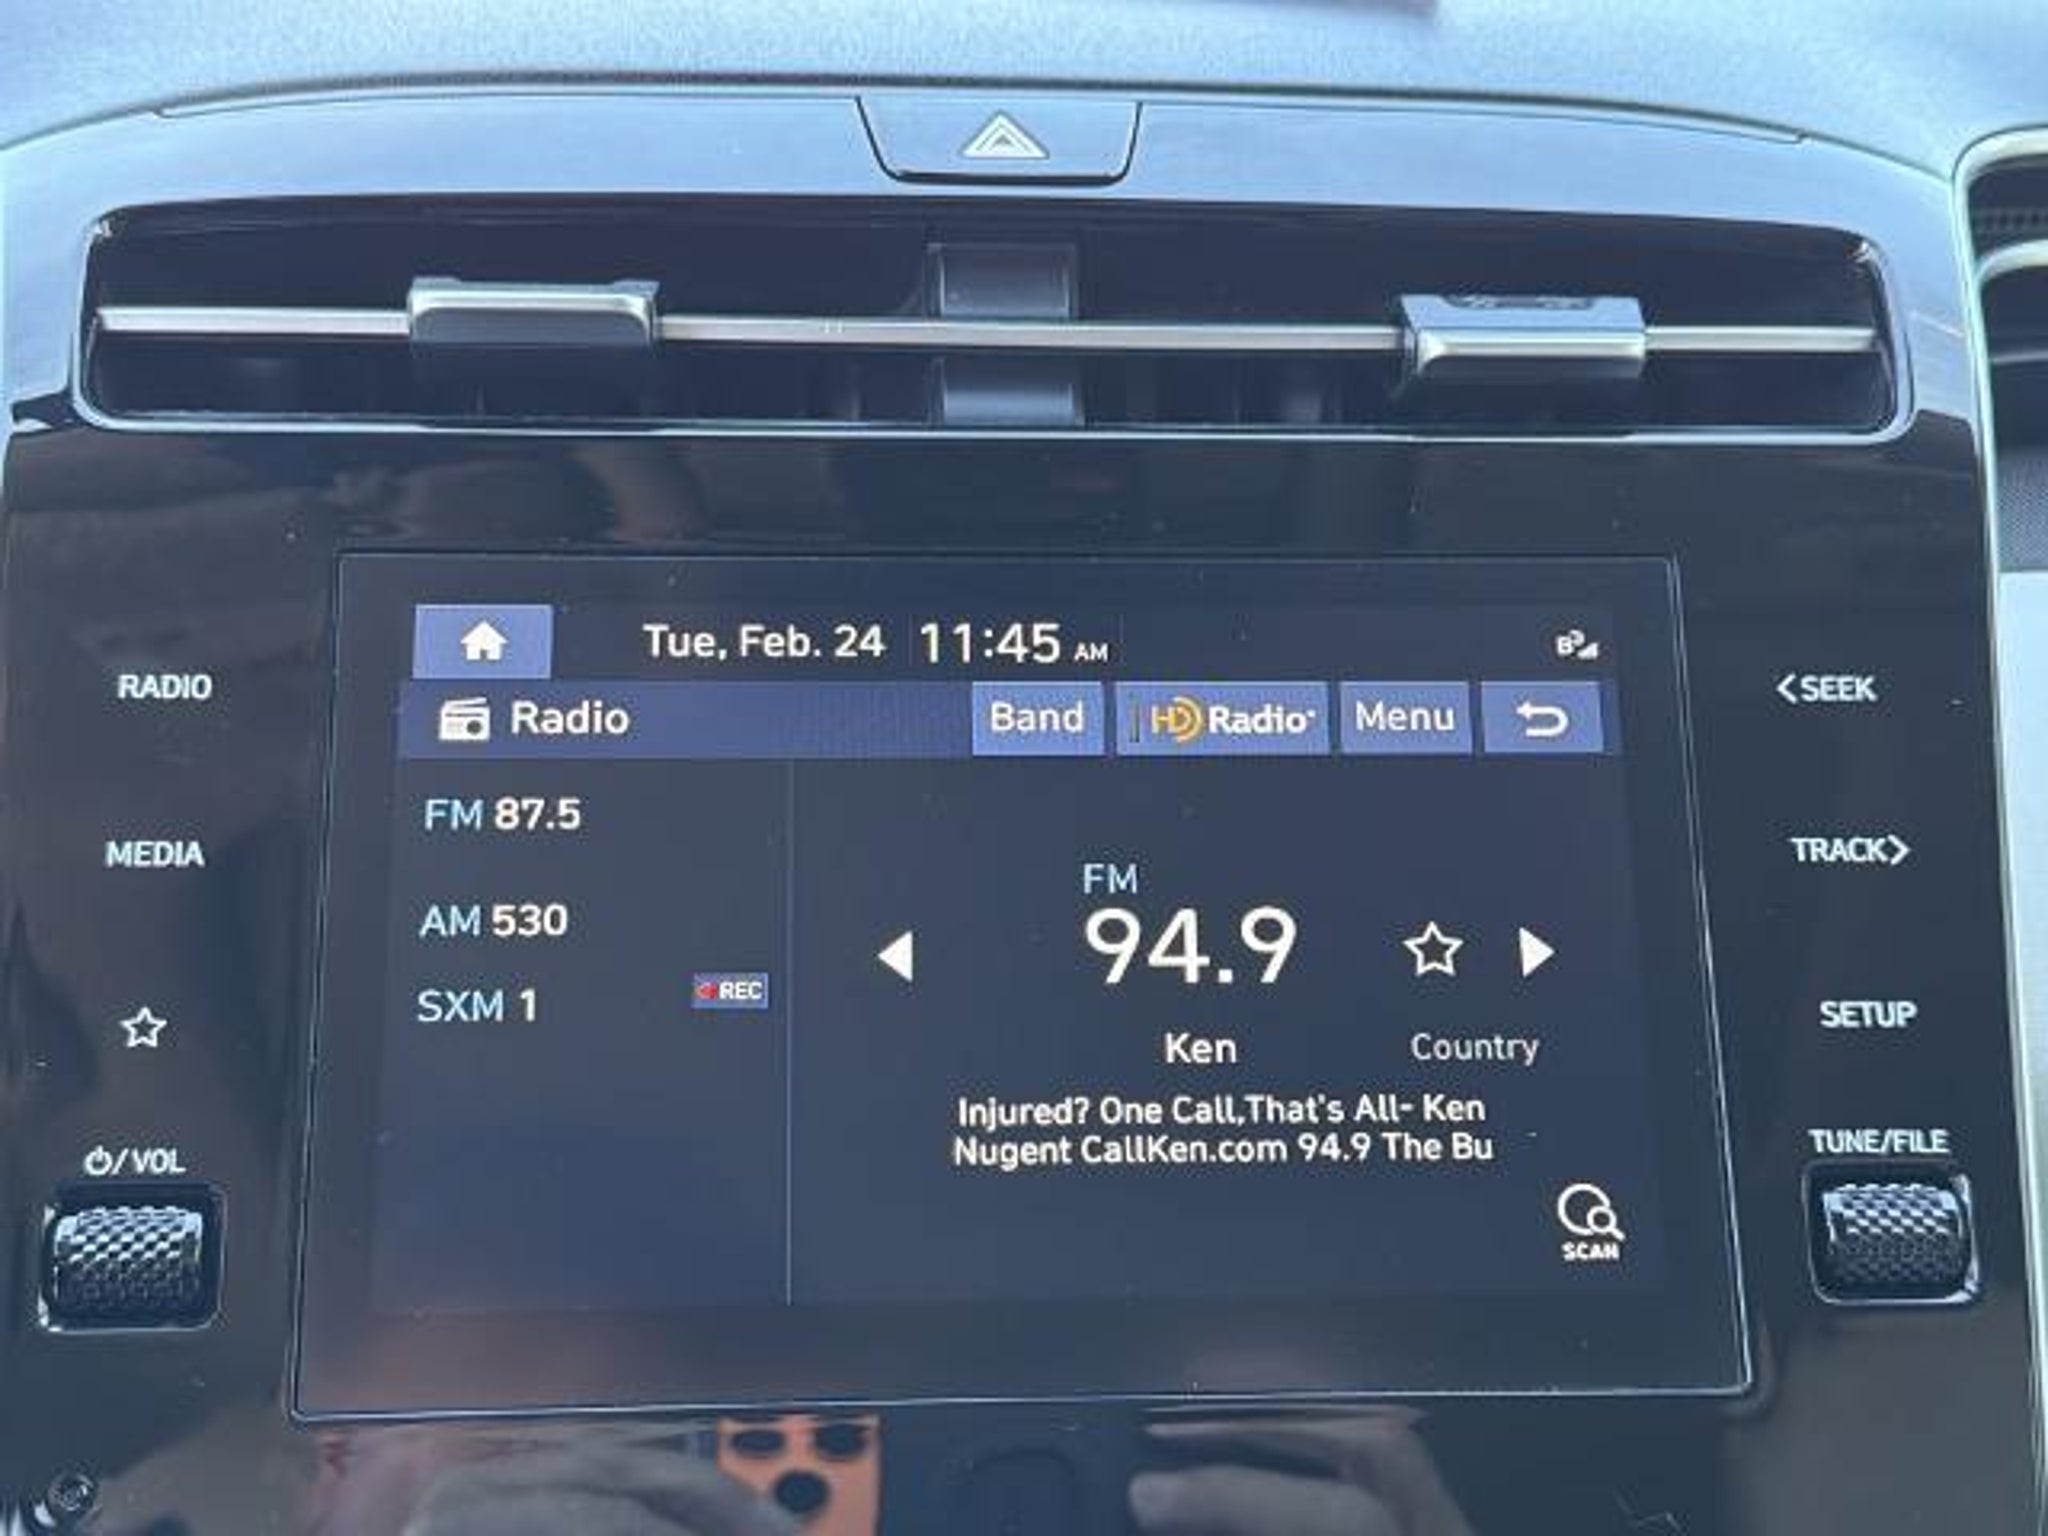 Tue, Feb. 24 11:45 AM
Radio Band HD Radio Menu
RADIO
MEDIA
/VOL
FM 87.5
AM 530
SXM 1 REC
FM
94.9
Ken Country
Injured? One Call,That's All- Ken
Nugent CallKen.com 94.9 The Bu
SCAN
SEEK
TRACK
SETUP
TUNE/FILE